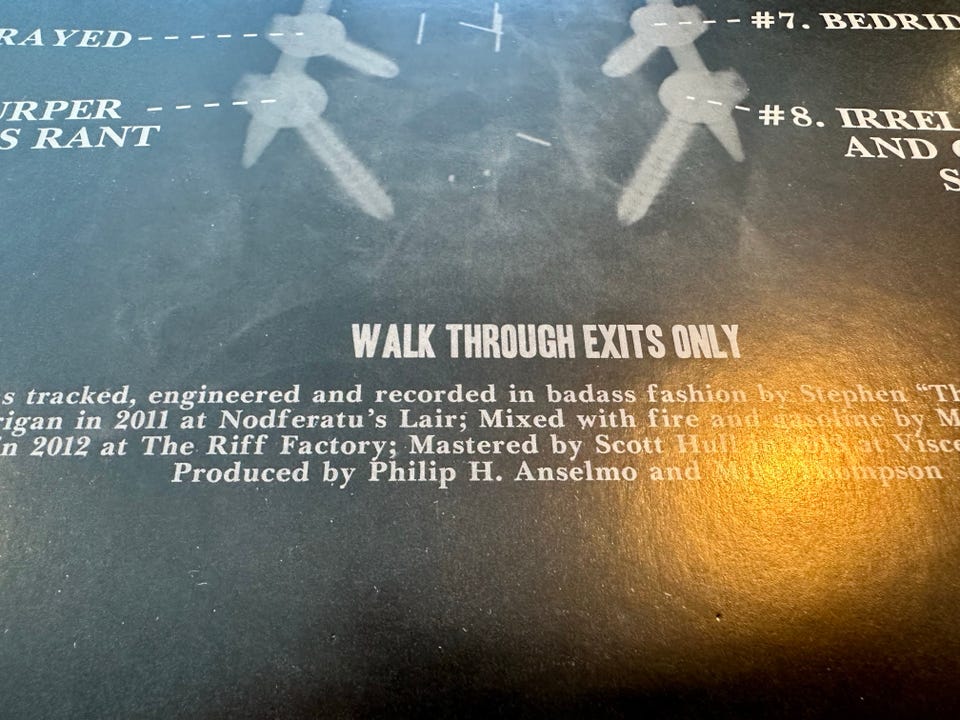 RAYED
#7. BEDRID
URPER
S RANT
#8. IRREL
AND
S
WALK THROUGH EXITS ONLY
s tracked, engineered and recorded in badass fashion by Stephen “Th
rigan in 2011 at Nodferatu’s Lair; Mixed with fire and gasoline by M
n 2012 at The Riff Factory; Mastered by Scott Hull in 2013 at Visce
Produced by Philip H. Anselmo and Thompson